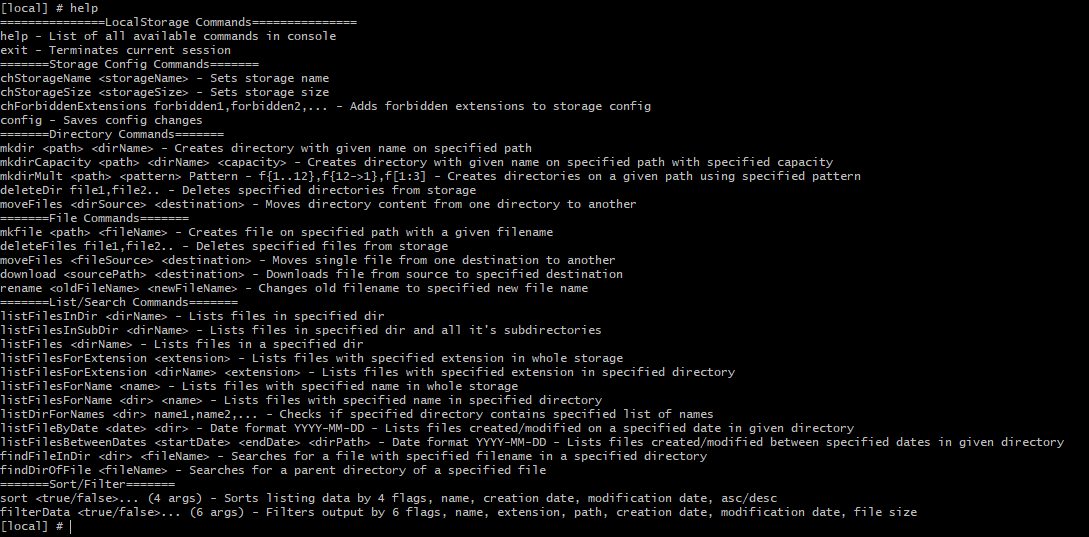 [local] # help
===============LocalStorage Commands===============
help - List of all available commands in console
exit - Terminates current session
=======Storage Config Commands=======
chStorageName <storageName> - Sets storage name
chStorageSize <storageSize> - Sets storage size
chForbiddenExtensions forbidden1,forbidden2,... - Adds forbidden extensions to storage config
config - Saves config changes
=======Directory Commands=======
mkdir <path> <dirName> - Creates directory with given name on specified path
mkdirCapacity <path> <dirName> <capacity> - Creates directory with given name on specified path with specified capacity
mkdirMult <path> <pattern> Pattern - f{1..12},f{12->1},f[1:3] - Creates directories on a given path using specified pattern
deleteDir file1,file2.. - Deletes specified directories from storage
moveFiles <dirSource> <destination> - Moves directory content from one directory to another
=======File Commands=======
mkfile <path> <fileName> - Creates file on specified path with a given filename
deleteFiles file1,file2.. - Deletes specified files from storage
moveFiles <fileSource> <destination> - Moves single file from one destination to another
download <sourcePath> <destination> - Downloads file from source to specified destination
rename <oldFileName> <newFileName> - Changes old filename to specified new file name
=======List/Search Commands=======
listFilesInDir <dirName> - Lists files in specified dir
listFilesInSubDir <dirName> - Lists files in specified dir and all it's subdirectories
listFiles <dirName> - Lists files in a specified dir
listFilesForExtension <extension> - Lists files with specified extension in whole storage
listFilesForExtension <dirName> <extension> - Lists files with specified extension in specified directory
listFilesForName <name> - Lists files with specified name in whole storage
listFilesForName <dir> <name> - Lists files with specified name in specified directory
listDirForNames <dir> name1,name2,... - Checks if specified directory contains specified list of names
listFileByDate <date> <dir> - Date format YYYY-MM-DD - Lists files created/modified on a specified date in given directory
listFilesBetweenDates <startDate> <endDate> <dirPath> - Date format YYYY-MM-DD - Lists files created/modified between specified dates in given directory
findFileInDir <dir> <fileName> - Searches for a file with specified filename in a specified directory
findDirOfFile <fileName> - Searches for a parent directory of a specified file
=======Sort/Filter=======
sort <true/false>... (4 args) - Sorts listing data by 4 flags, name, creation date, modification date, asc/desc
filterData <true/false>... (6 args) - Filters output by 6 flags, name, extension, path, creation date, modification date, file size
[local] #